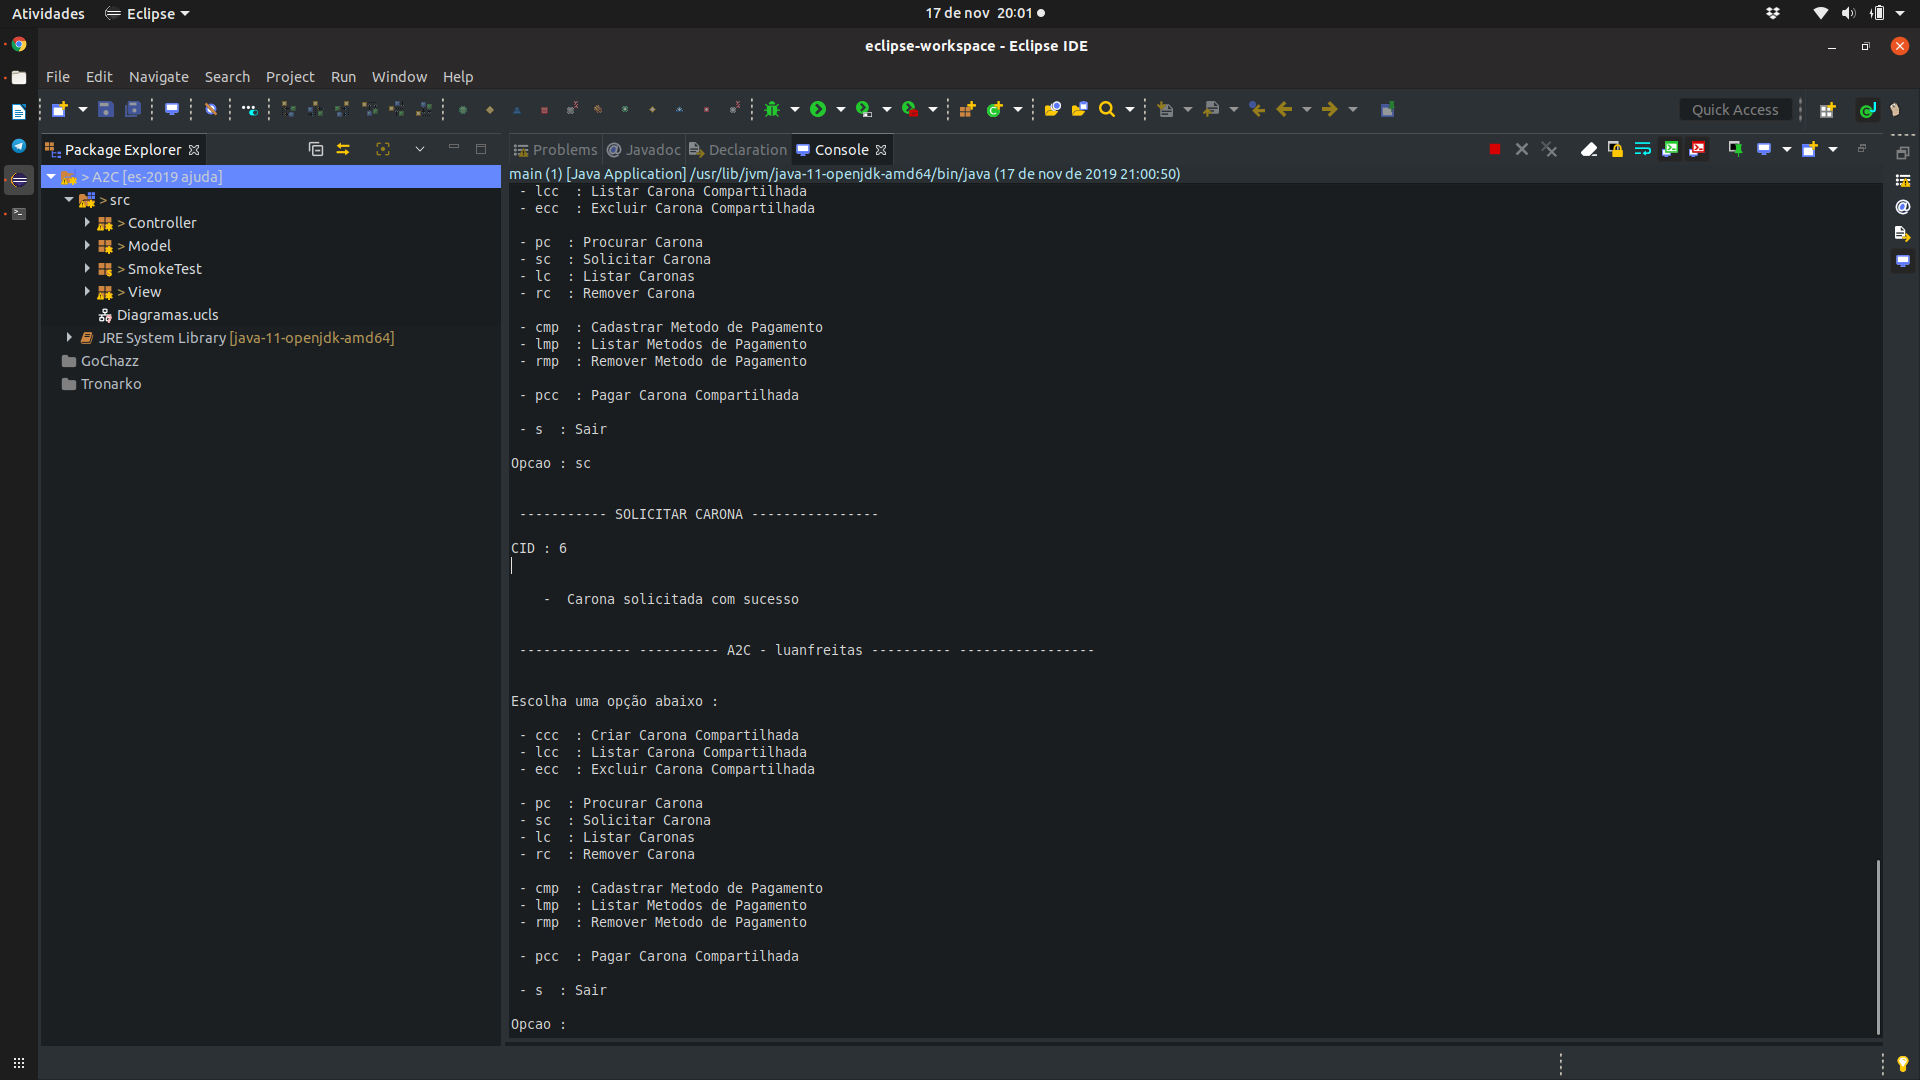 Atividades Eclipse 17 de nov 20:01
eclipse-workspace - Eclipse IDE
File Edit Navigate Search Project Run Window Help
Quick Access
Package Explorer
> A2C [es-2019 ajuda]
> src
> Controller
> Model
> SmokeTest
> View
Diagramas.ucls
JRE System Library [java-11-openjdk-amd64]
GoChazz
Tronarko
Problems @ Javadoc Declaration Console
main (1) [Java Application] /usr/lib/jvm/java-11-openjdk-amd64/bin/java (17 de nov de 2019 21:00:50)
- lcc : Listar Carona Compartilhada
- ecc : Excluir Carona Compartilhada
- pc : Procurar Carona
- sc : Solicitar Carona
- lc : Listar Caronas
- rc : Remover Carona
- cmp : Cadastrar Metodo de Pagamento
- lmp : Listar Metodos de Pagamento
- rmp : Remover Metodo de Pagamento
- pcc : Pagar Carona Compartilhada
- s : Sair
Opcao : sc
----------- SOLICITAR CARONA ----------------
CID : 6
- Carona solicitada com sucesso
-------------- ---------- A2C - luanfreitas ---------- -----------------
Escolha uma opção abaixo :
- ccc : Criar Carona Compartilhada
- lcc : Listar Carona Compartilhada
- ecc : Excluir Carona Compartilhada
- pc : Procurar Carona
- sc : Solicitar Carona
- lc : Listar Caronas
- rc : Remover Carona
- cmp : Cadastrar Metodo de Pagamento
- lmp : Listar Metodos de Pagamento
- rmp : Remover Metodo de Pagamento
- pcc : Pagar Carona Compartilhada
- s : Sair
Opcao :